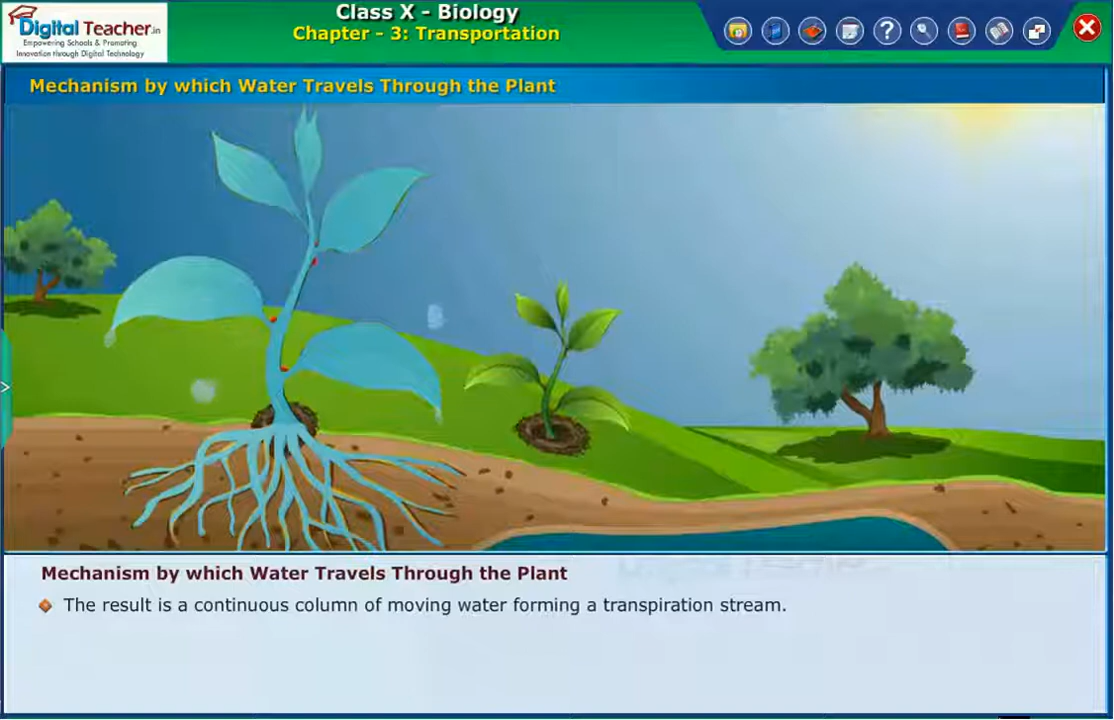 Digital Teacher.in
Empowering Schools & Promoting
Innovation through Digital Technology
Class X - Biology
Chapter - 3: Transportation
Mechanism by which Water Travels Through the Plant
Mechanism by which Water Travels Through the Plant
The result is a continuous column of moving water forming a transpiration stream.